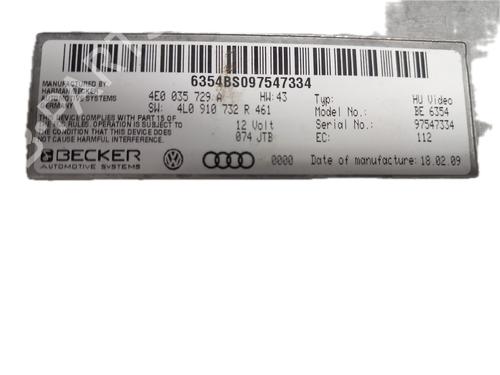 6354BS097547334
MANUFACTURED BY:
HARMAN/BECKER
AUTOMOTIVE SYSTEMS
GERMANY
4E0 035 729 A HW:43
SW: 4L0 910 732 R 461
Typ: HU Video
Model No.: BE 6354
Serial No.: 97547334
EC: 112
THE DEVICE COMPLIES WITH PART 15 OF
THE FCC RULES. OPERATION IS SUBJECT TO
THE CONDITION THAT THIS DEVICE DOES
NOT CAUSE HARMFUL INTERFERENCE
12 Volt
074 JTB
BECKER
AUTOMOTIVE SYSTEMS
0000
Date of manufacture: 18.02.09